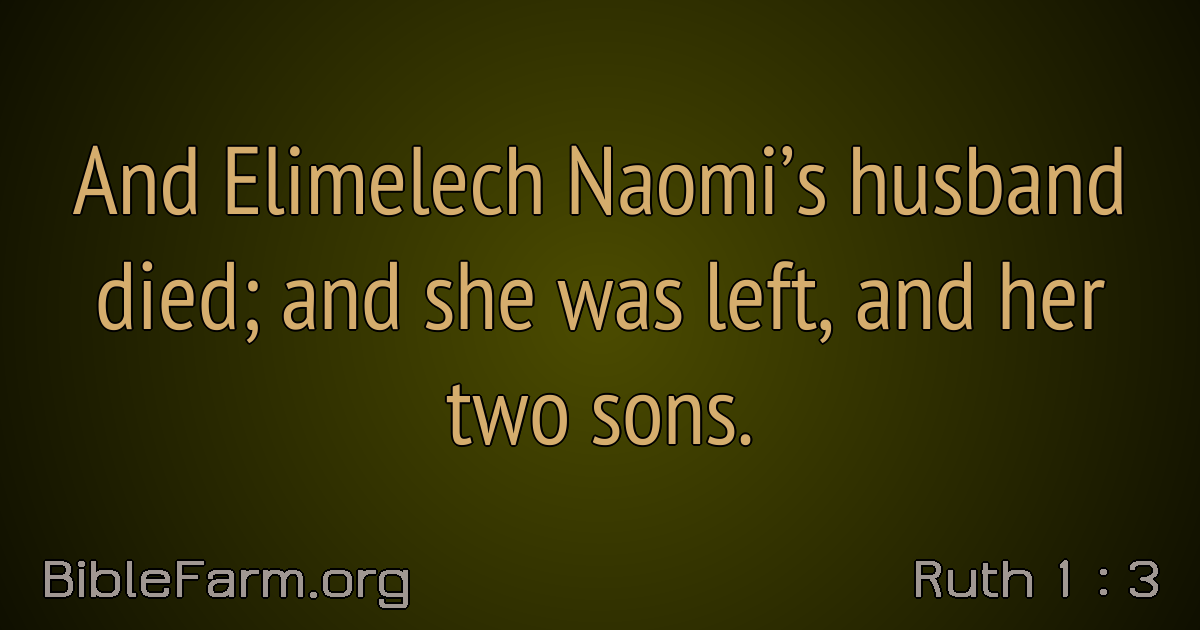 And Elimelech Naomi’s husband
died; and she was left, and her
two sons.
BibleFarm.org
Ruth 1 : 3